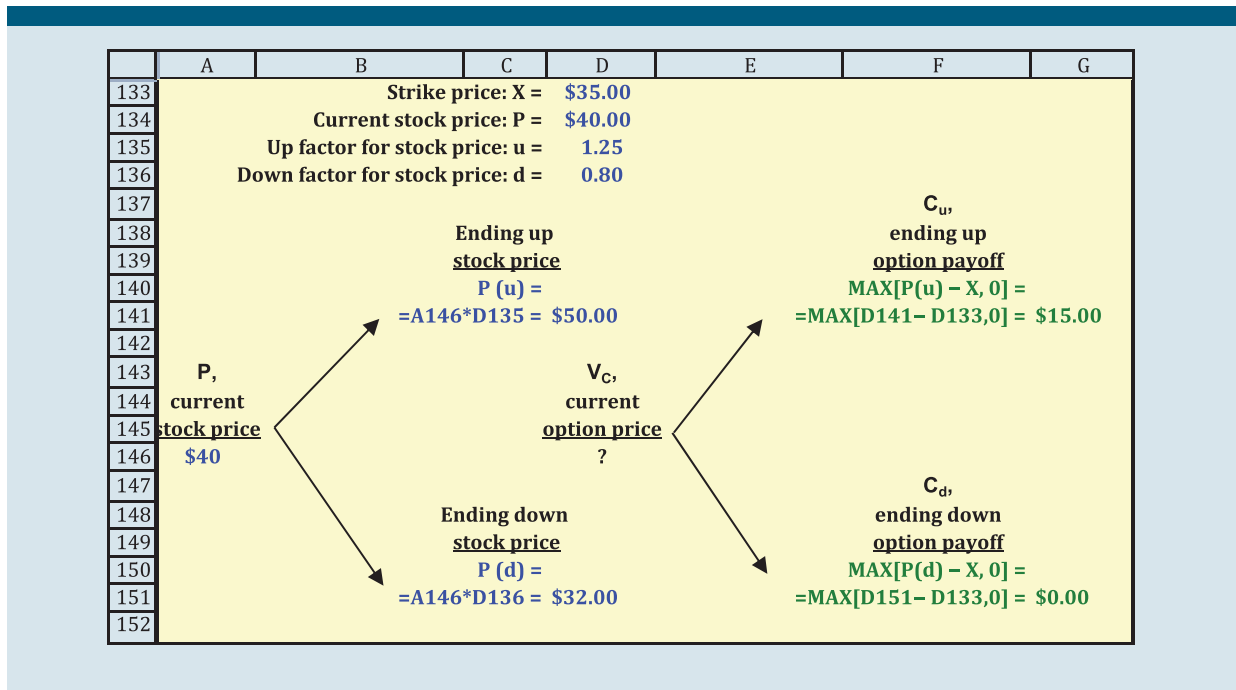 A B C D E F G
133 Strike price: X = $35.00
134 Current stock price: P = $40.00
135 Up factor for stock price: u = 1.25
136 Down factor for stock price: d = 0.80
137 Cu,
138 Ending up ending up
139 stock price option payoff
140 P (u) = MAX[P(u) – X, 0] =
141 =A146*D135 = $50.00 =MAX[D141– D133,0] = $15.00
142
143 P, VC,
144 current current
145 stock price option price
146 $40 ?
147 Cd,
148 Ending down ending down
149 stock price option payoff
150 P (d) = MAX[P(d) – X, 0] =
151 =A146*D136 = $32.00 =MAX[D151– D133,0] = $0.00
152